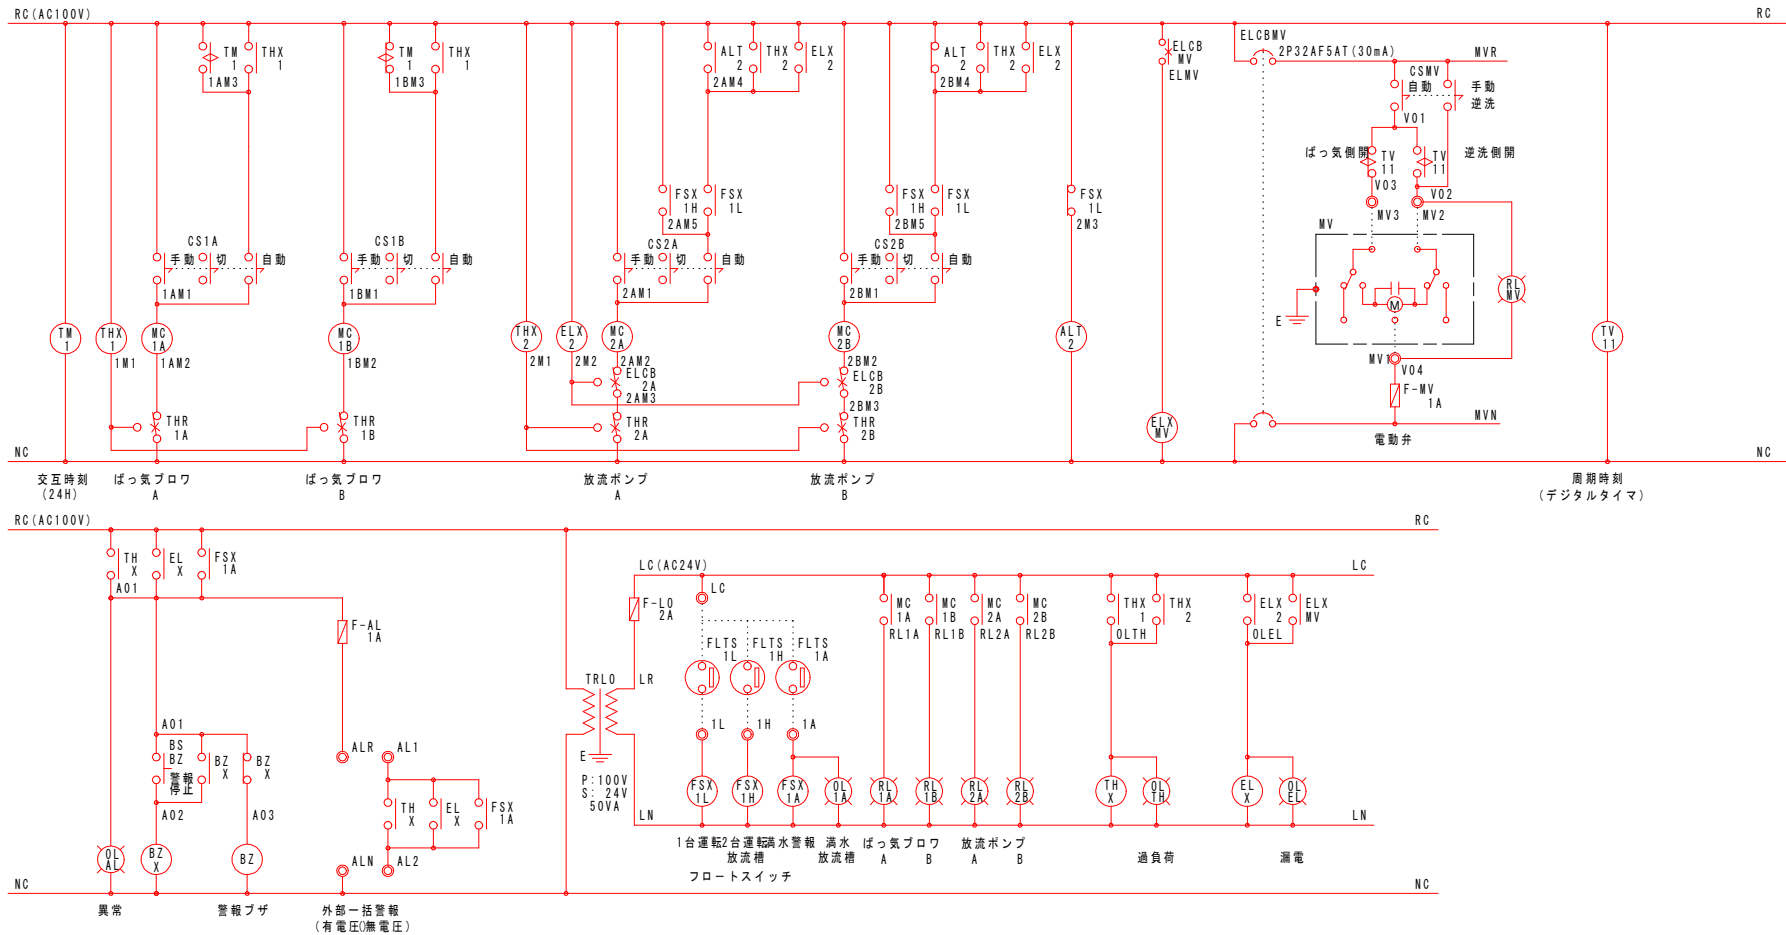 RC(AC100V)
RC
TM
1
THX
1
TM
1
THX
1
ALT
2
THX
2
ELX
2
ALT
2
THX
2
ELX
2
ELCB
MV
ELMV
ELCBMV
2P32AF5AT(30mA)
MVR
CSMV
自動
手動
逆洗
1AM3
1BM3
2AM4
2BM4
V01
ばっ気側開
TV
11
TV
11
逆洗側開
V03
V02
MV3
MV2
FSX
1H
FSX
1L
FSX
1H
FSX
1L
FSX
1L
2AM5
2BM5
2M3
CS1A
手動
切
自動
CS1B
手動
切
自動
CS2A
手動
切
自動
CS2B
手動
切
自動
MV
1AM1
1BM1
2AM1
2BM1
E
M
RL
MV
TM
1
THX
1
MC
1A
MC
1B
THX
2
ELX
2
MC
2A
MC
2B
ALT
2
TV
11
1M1
1AM2
1BM2
2M1
2M2
2AM2
2BM2
MV1
V04
ELCB
2A
2AM3
ELCB
2B
2BM3
F-MV
1A
THR
1A
THR
1B
THR
2A
THR
2B
ELX
MV
MVN
電動弁
NC
NC
交互時刻
(24H)
ばっ気ブロワ
A
ばっ気ブロワ
B
放流ポンプ
A
放流ポンプ
B
周期時刻
(デジタルタイマ)
RC(AC100V)
RC
TH
X
EL
X
FSX
1A
A01
F-AL
1A
LC(AC24V)
LC
F-LO
2A
LC
FLTS
1L
FLTS
1H
FLTS
1A
MC
1A
MC
1B
MC
2A
MC
2B
THX
1
THX
2
ELX
2
ELX
MV
RL1A
RL1B
RL2A
RL2B
OLTH
OLEL
TRLO
LR
E
P:100V
S: 24V
50VA
1L
1H
1A
A01
BS
BZ
警報
停止
BZ
X
BZ
X
A02
A03
ALR
AL1
TH
X
EL
X
FSX
1A
ALN
AL2
FSX
1L
FSX
1H
FSX
1A
OL
1A
RL
1A
RL
1B
RL
2A
RL
2B
TH
X
OL
TH
EL
X
OL
EL
LN
LN
1台運転
2台運転
放流槽
満水警報
満水
放流槽
フロートスイッチ
ばっ気ブロワ
A
B
放流ポンプ
A
B
過負荷
漏電
OL
AL
BZ
X
BZ
NC
NC
異常
警報ブザ
外部一括警報
(有電圧)(無電圧)